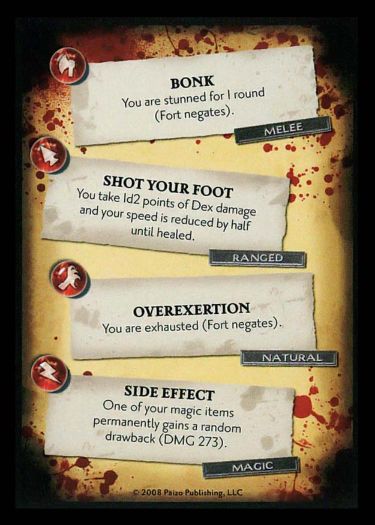 BONK
You are stunned for 1 round
(Fort negates).
MELEE
SHOT YOUR FOOT
You take 1d2 points of Dex damage
and your speed is reduced by half
until healed.
RANGED
OVEREXERTION
You are exhausted (Fort negates).
NATURAL
SIDE EFFECT
One of your magic items
permanently gains a random
drawback (DMG 273).
MAGIC
© 2008 Paizo Publishing, LLC